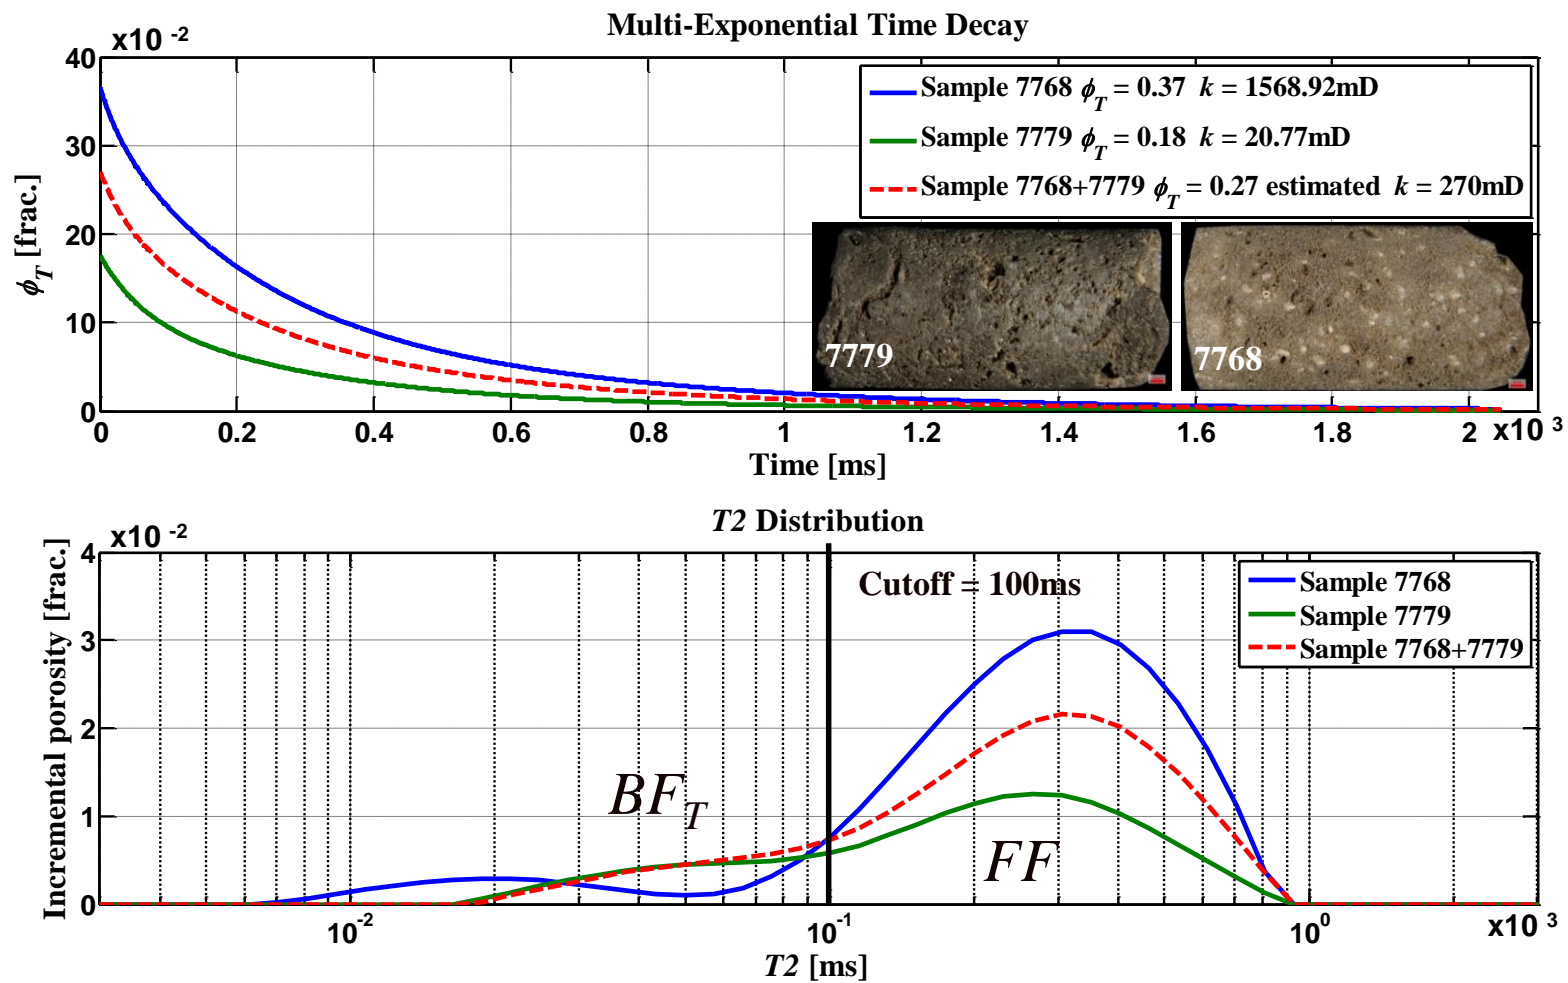 Multi-Exponential Time Decay
x10 -2
40
30
20
10
0
ϕT [frac.]
Sample 7768 ϕT = 0.37 k = 1568.92mD
Sample 7779 ϕT = 0.18 k = 20.77mD
Sample 7768+7779 ϕT = 0.27 estimated k = 270mD
7779
7768
0 0.2 0.4 0.6 0.8 1 1.2 1.4 1.6 1.8 2 x10 3
Time [ms]
T2 Distribution
x10 -2
4
3
2
1
0
Incremental porosity [frac.]
Cutoff = 100ms
Sample 7768
Sample 7779
Sample 7768+7779
BFT
FF
10-2 10-1 100 x10 3
T2 [ms]